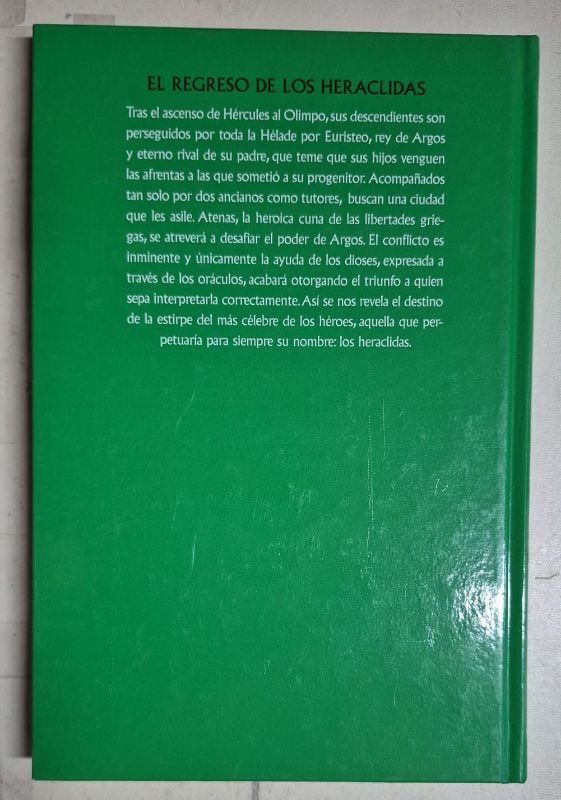 EL REGRESO DE LOS HERACLIDAS
Tras el ascenso de Hércules al Olimpo, sus descendientes son
perseguidos por toda la Hélade por Euristeo, rey de Argos
y eterno rival de su padre, que teme que sus hijos venguen
las afrentas a las que sometió a su progenitor. Acompañados
tan solo por dos ancianos como tutores, buscan una ciudad
que les asile. Atenas, la heroica cuna de las libertades grie-
gas, se atreverá a desafiar el poder de Argos. El conflicto es
inminente y únicamente la ayuda de los dioses, expresada a
través de los oráculos, acabará otorgando el triunfo a quien
sepa interpretarla correctamente. Así se nos revela el destino
de la estirpe del más célebre de los héroes, aquella que per-
petuaría para siempre su nombre: los heraclidas.